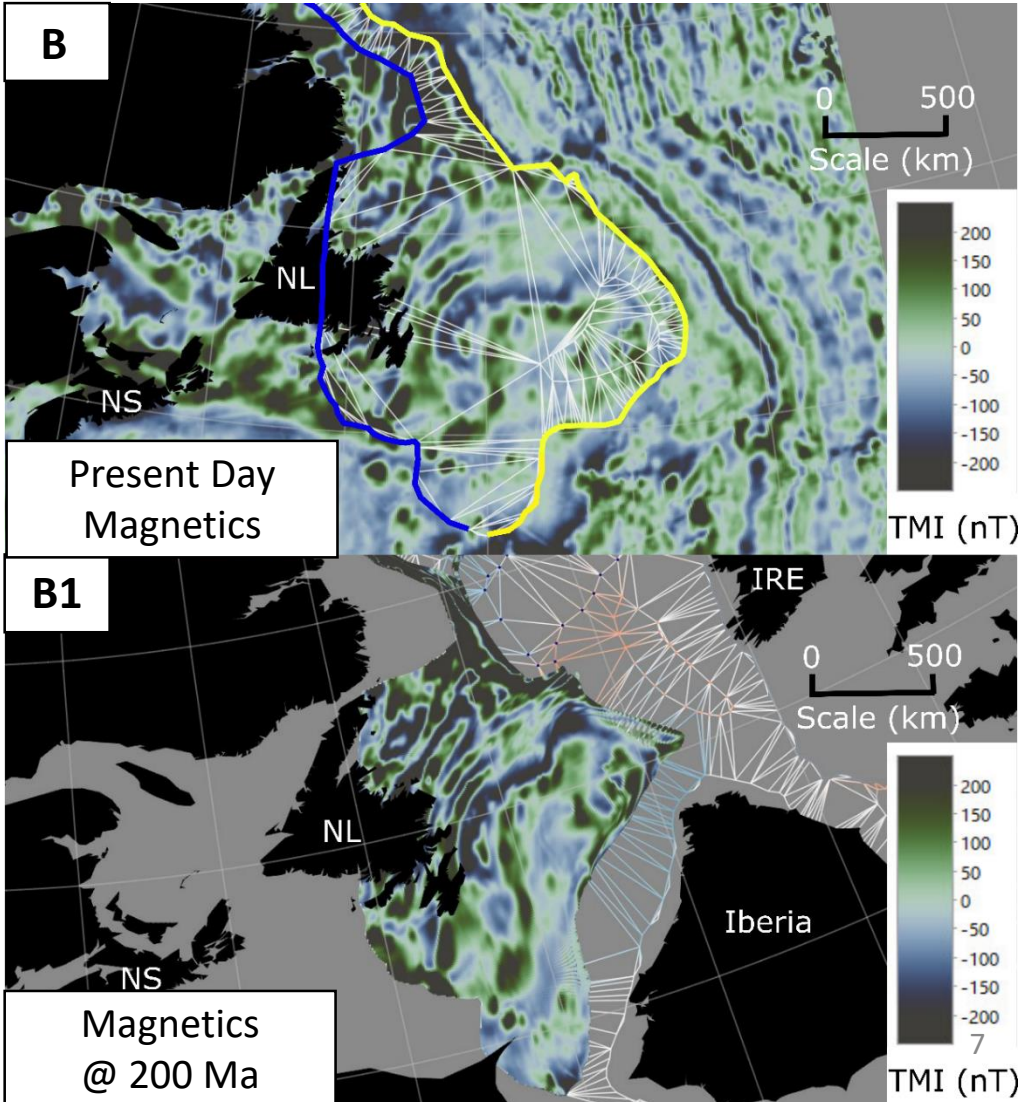 B
0 500
Scale (km)
NL
NS
200
150
100
50
0
-50
-100
-150
-200
TMI (nT)
Present Day
Magnetics
B1
IRE
0 500
Scale (km)
NL
Iberia
NS
200
150
100
50
0
-50
-100
-150
-200
7
TMI (nT)
Magnetics
@ 200 Ma